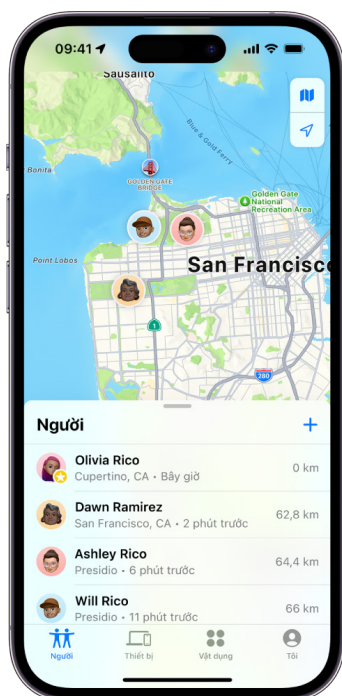 09:41
Sausalito
Blue & Gold Ferry
Bonita
GOLDEN GATE
BRIDGE
Golden Gate
National
Recreation Area
Point Lobos
San Francisco
1
280
Người
Olivia Rico
Cupertino, CA • Bây giờ
0 km
Dawn Ramirez
San Francisco, CA • 2 phút trước
62,8 km
Ashley Rico
Presidio • 6 phút trước
64,4 km
Will Rico
Presidio • 11 phút trước
66 km
Người
Thiết bị
Vật dụng
Tôi